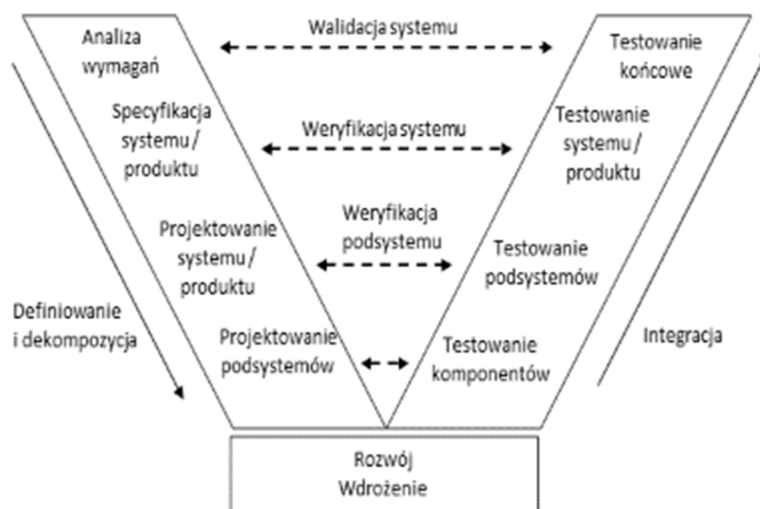 Analiza
wymagań
Walidacja systemu
Testowanie
końcowe
Specyfikacja
systemu /
produktu
Weryfikacja systemu
Testowanie
systemu /
produktu
Projektowanie
systemu /
produktu
Weryfikacja
podsystemu
Testowanie
podsystemów
Definiowanie
i dekompozycja
Projektowanie
podsystemów
Testowanie
komponentów
Integracja
Rozwój
Wdrożenie